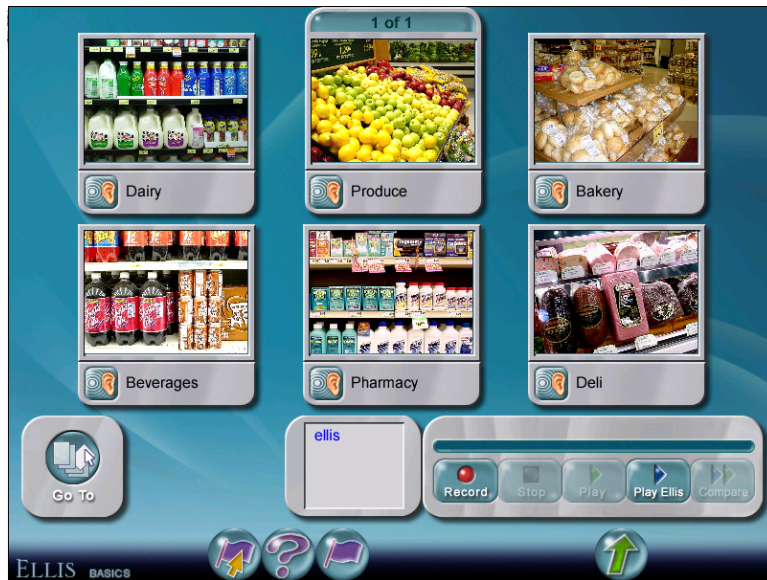 1 of 1
Dairy
Produce
Bakery
Beverages
Pharmacy
Deli
Go To
ellis
Record
Stop
Play
Play Ellis
Compare
ELLIS BASICS